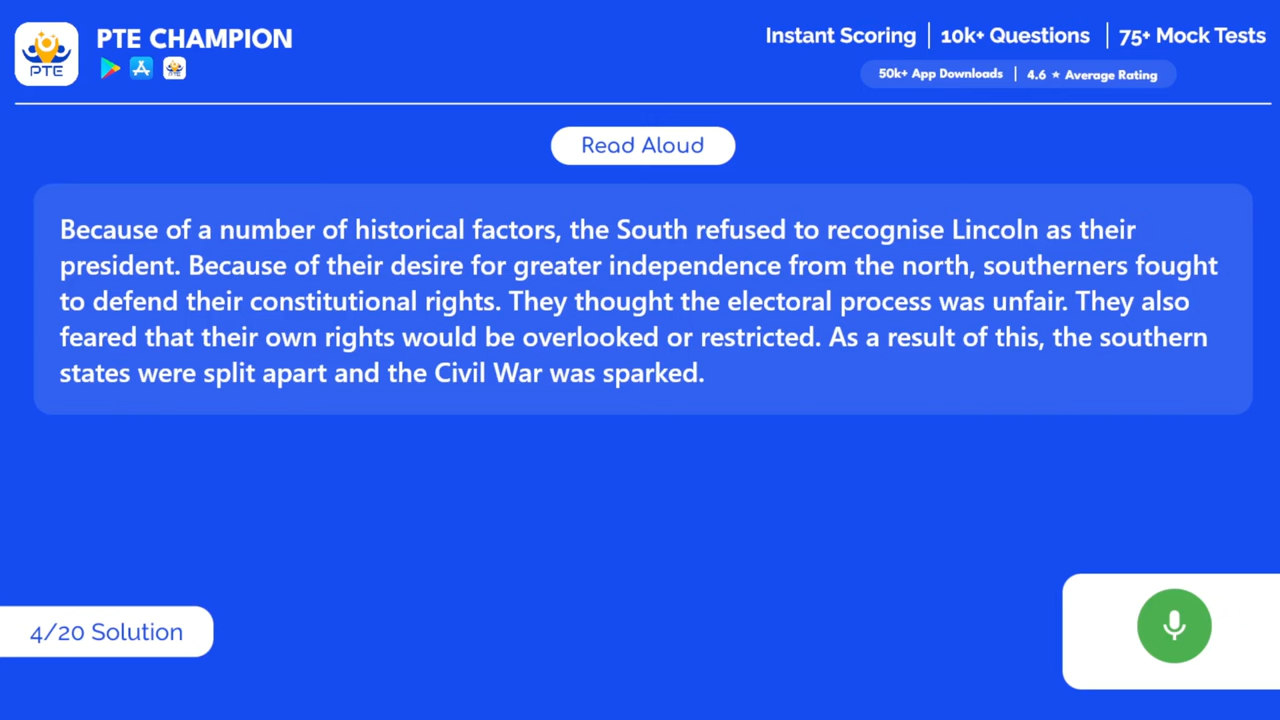 PTE CHAMPION
PTE
Instant Scoring
10k+ Questions
75+ Mock Tests
50k+ App Downloads
4.6 ★ Average Rating
Read Aloud
Because of a number of historical factors, the South refused to recognise Lincoln as their
president. Because of their desire for greater independence from the north, southerners fought
to defend their constitutional rights. They thought the electoral process was unfair. They also
feared that their own rights would be overlooked or restricted. As a result of this, the southern
states were split apart and the Civil War was sparked.
4/20 Solution